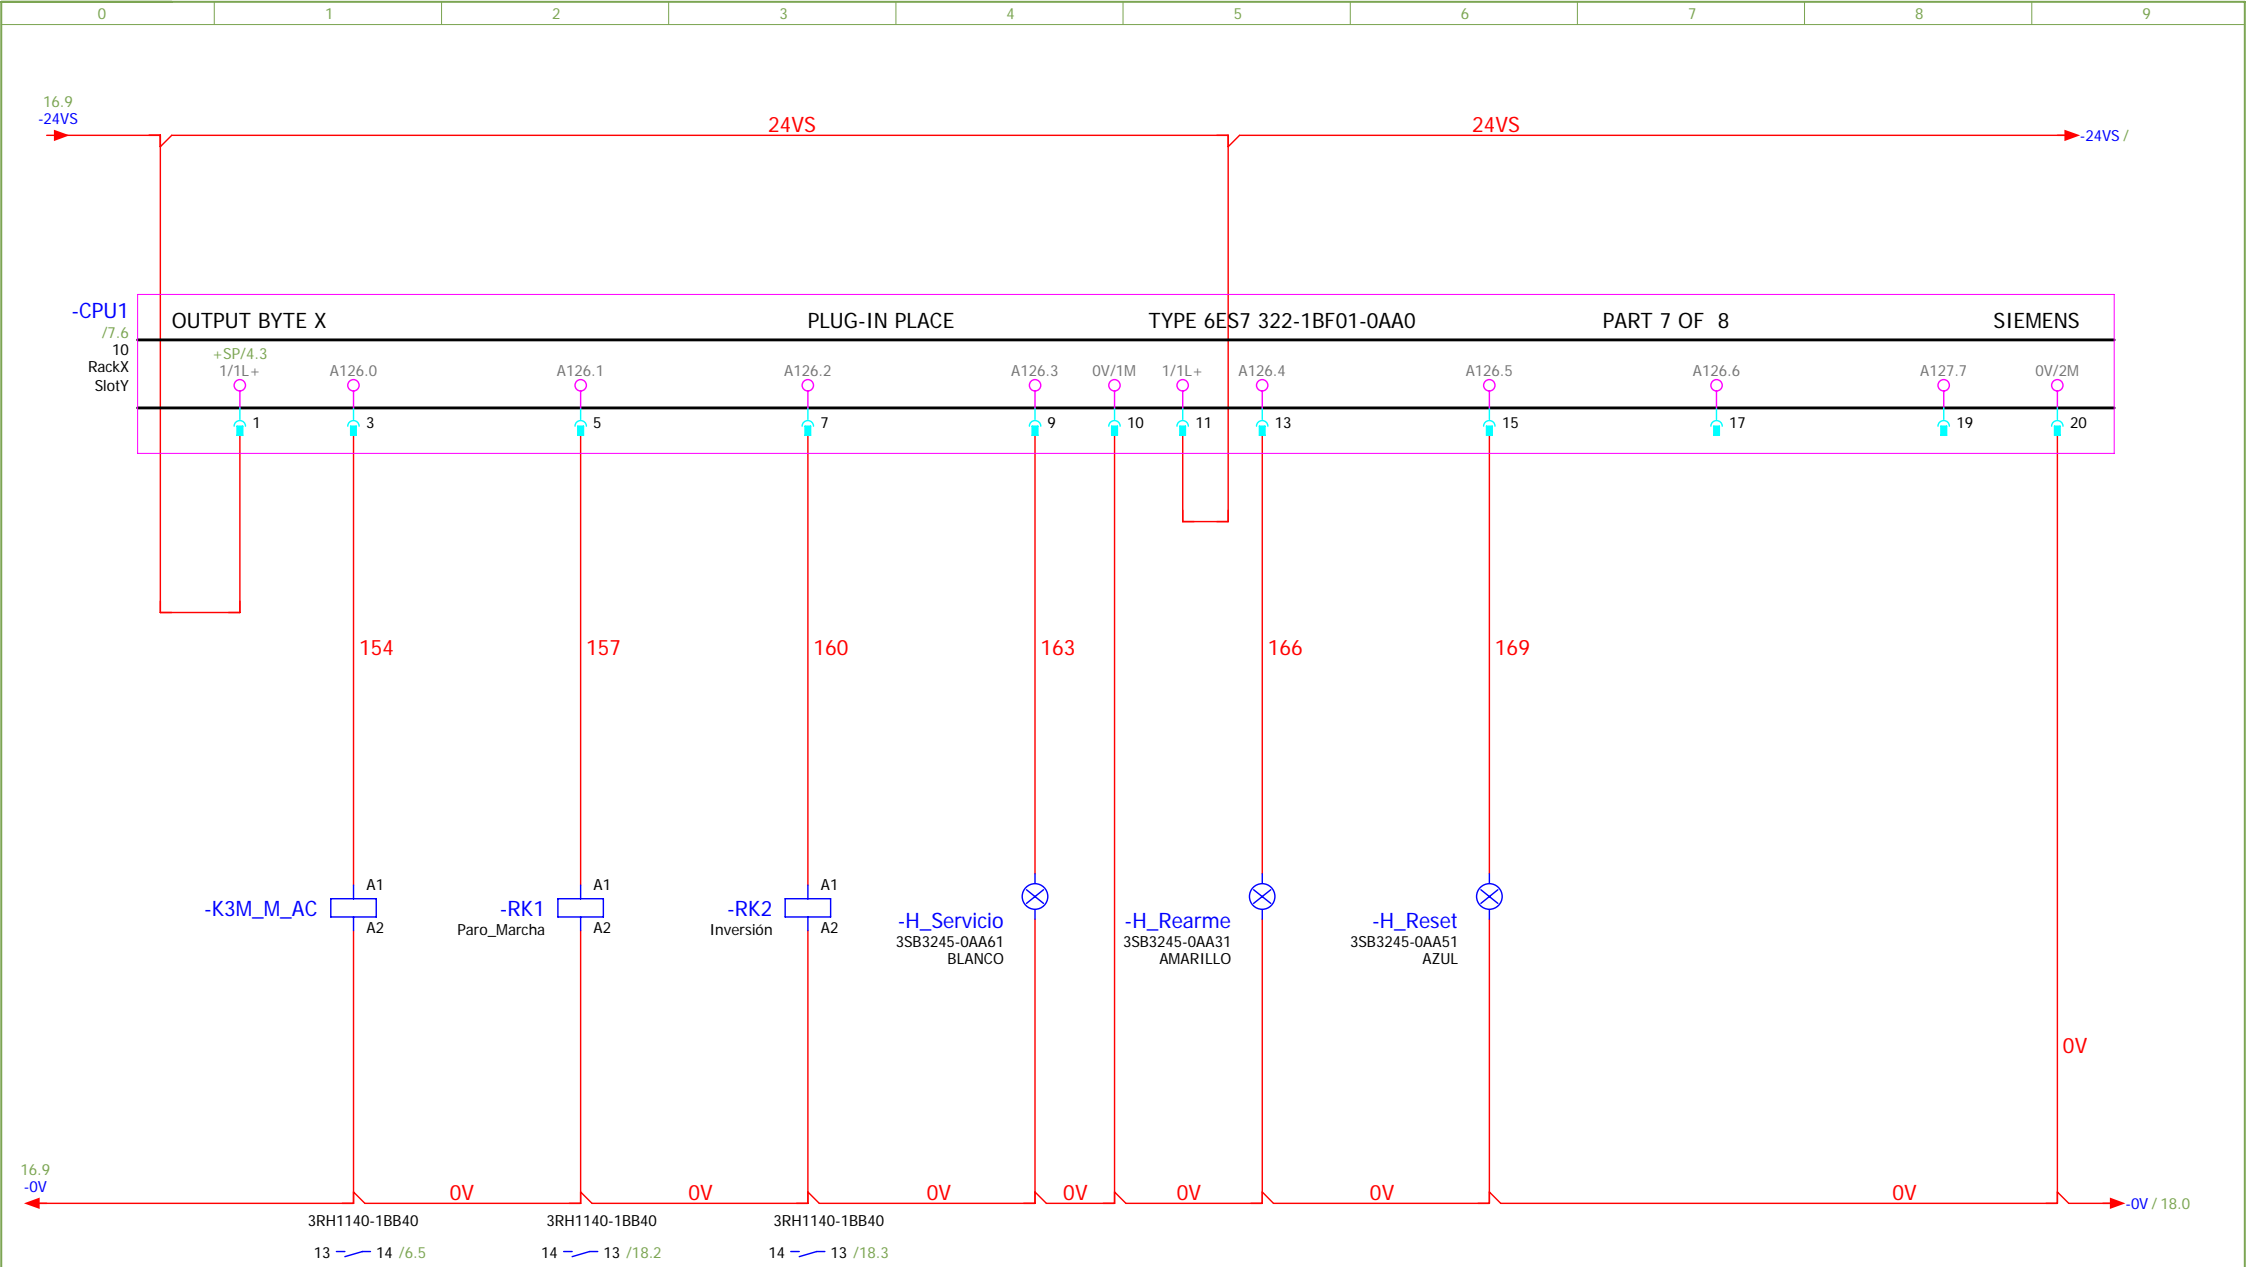 0 1 2 3 4 5 6 7 8 9
16.9
-24VS
24VS 24VS
-24VS /
-CPU1
/7.6
10
RackX
SlotY
OUTPUT BYTE X PLUG-IN PLACE TYPE 6ES7 322-1BF01-0AA0 PART 7 OF 8 SIEMENS
+SP/4.3
1/1L+ A126.0 A126.1 A126.2 A126.3 0V/1M 1/1L+ A126.4 A126.5 A126.6 A127.7 0V/2M
1 3 5 7 9 10 11 13 15 17 19 20
154 157 160 163 166 169
A1 A1 A1
-K3M_M_AC -RK1 -RK2
A2 Paro_Marcha A2 Inversión A2
-H_Servicio -H_Rearme -H_Reset
3SB3245-0AA61 3SB3245-0AA31 3SB3245-0AA51
BLANCO AMARILLO AZUL
0V
16.9
-0V
0V 0V 0V 0V 0V 0V 0V
-0V / 18.0
3RH1140-1BB40 3RH1140-1BB40 3RH1140-1BB40
13 14 /6.5 14 13 /18.2 14 13 /18.3